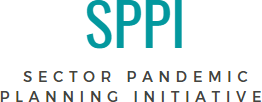 SPPI
SECTOR PANDEMIC
PLANNING INITIATIVE